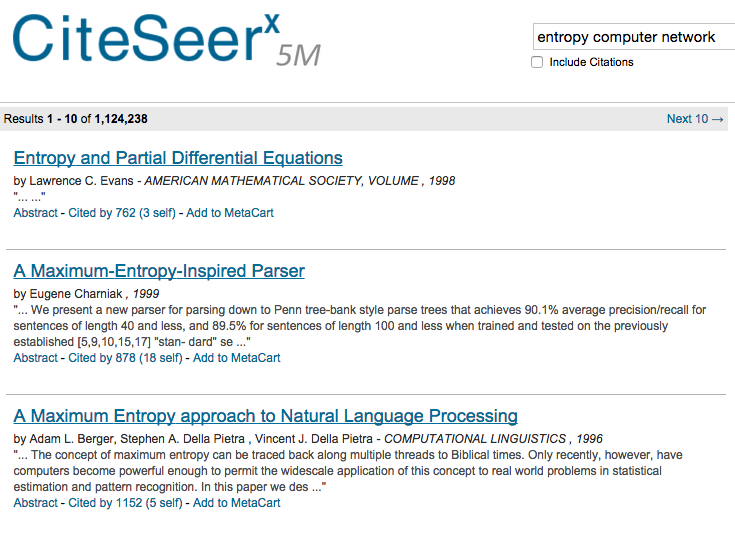 CiteSeerx 5M
entropy computer network
Include Citations
Results 1 - 10 of 1,124,238
Next 10 →
Entropy and Partial Differential Equations
by Lawrence C. Evans - AMERICAN MATHEMATICAL SOCIETY, VOLUME , 1998
"... ..."
Abstract - Cited by 762 (3 self) - Add to MetaCart
A Maximum-Entropy-Inspired Parser
by Eugene Charniak , 1999
"... We present a new parser for parsing down to Penn tree-bank style parse trees that achieves 90.1% average precision/recall for
sentences of length 40 and less, and 89.5% for sentences of length 100 and less when trained and tested on the previously
established [5,9,10,15,17] "stan- dard" se ..."
Abstract - Cited by 878 (18 self) - Add to MetaCart
A Maximum Entropy approach to Natural Language Processing
by Adam L. Berger, Stephen A. Della Pietra , Vincent J. Della Pietra - COMPUTATIONAL LINGUISTICS , 1996
"... The concept of maximum entropy can be traced back along multiple threads to Biblical times. Only recently, however, have
computers become powerful enough to permit the widescale application of this concept to real world problems in statistical
estimation and pattern recognition. In this paper we des ..."
Abstract - Cited by 1152 (5 self) - Add to MetaCart